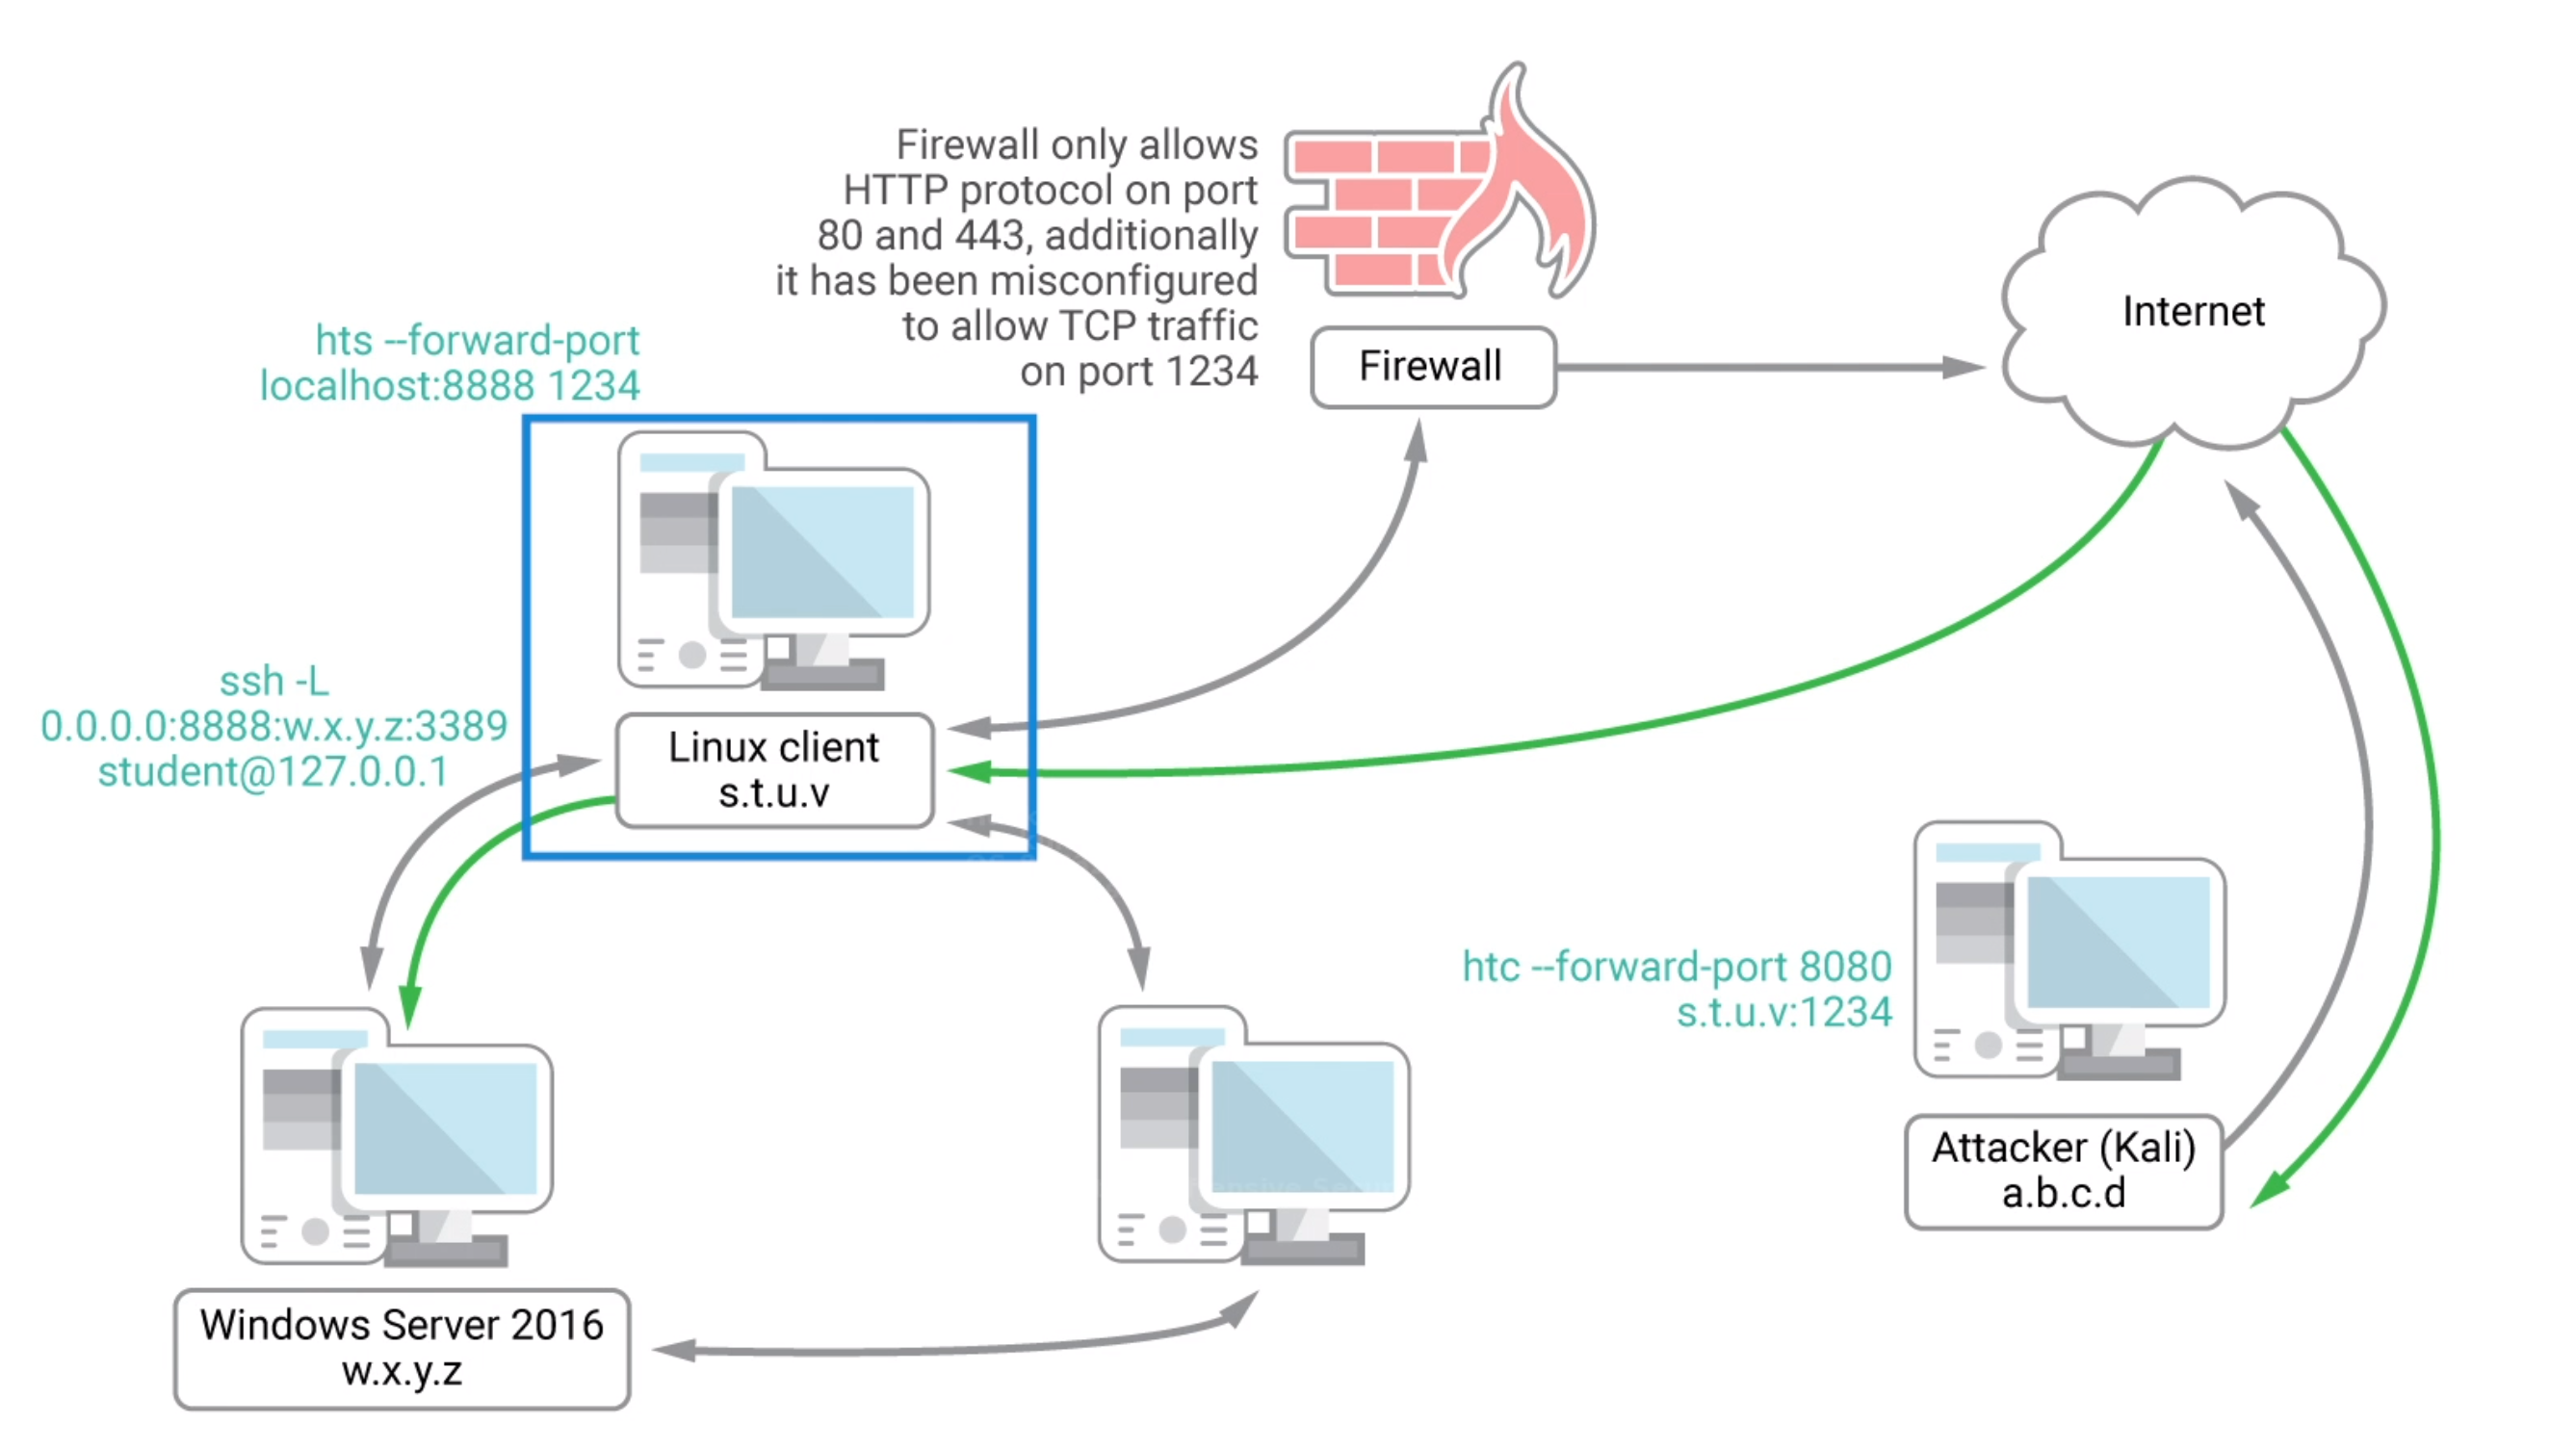 Firewall only allows
HTTP protocol on port
80 and 443, additionally
it has been misconfigured
to allow TCP traffic
on port 1234
Firewall
Internet
hts --forward-port
localhost:8888 1234
ssh -L
0.0.0.0:8888:w.x.y.z:3389
student@127.0.0.1
Linux client
s.t.u.v
htc --forward-port 8080
s.t.u.v:1234
Attacker (Kali)
a.b.c.d
Windows Server 2016
w.x.y.z